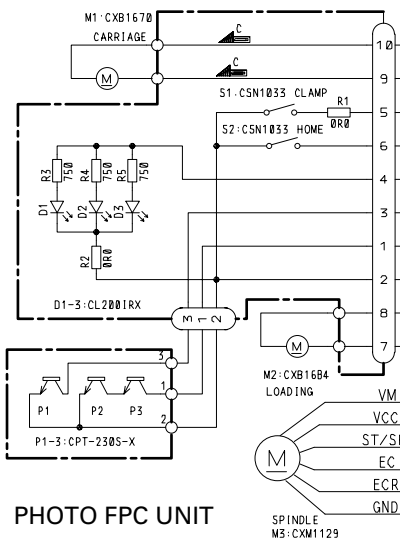 M1:CXB1670
CARRIAGE
C
10
M
C
9
S1:CSN1033 CLAMP
R1
0R0
5
S2:CSN1033 HOME
6
R3
750
R4
750
R5
750
4
D1
D2
D3
3
1
R2
0R0
2
D1-3:CL200IRX
3
1
2
8
M
7
M2:CXB16B4
LOADING
3
1
2
P1
P2
P3
P1-3:CPT-230S-X
VM
VCC
M
EC
ECR
GND
PHOTO FPC UNIT
SPINDLE
M3:CXM1129